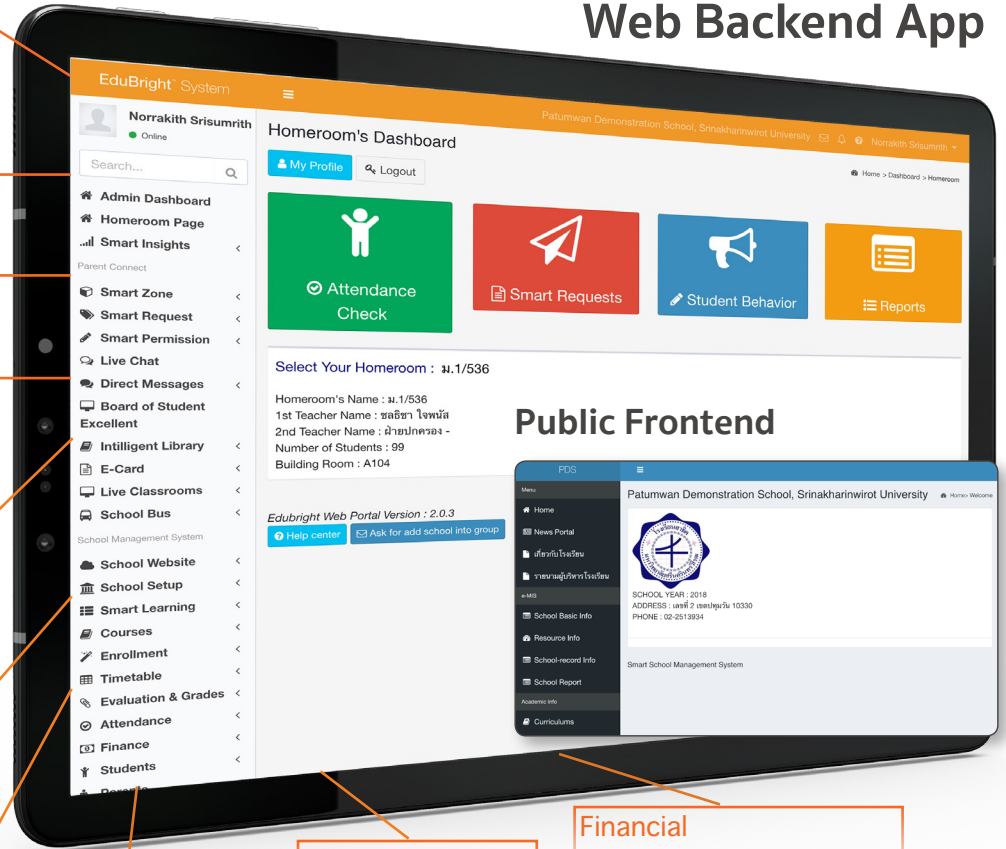 Web Backend App
EduBright™ System
Patumwan Demonstration School, Srinakharinwirot University
Norrakith Srisumrith
Norrakith Srisumrith
Online
Search...
Admin Dashboard
Homeroom Page
Smart Insights
Parent Connect
Smart Zone
Smart Request
Smart Permission
Live Chat
Direct Messages
Board of Student
Excellent
Intilligent Library
E-Card
Live Classrooms
School Bus
School Management System
School Website
School Setup
Smart Learning
Courses
Enrollment
Timetable
Evaluation & Grades
Attendance
Finance
Students
Parents
Homeroom's Dashboard
My Profile
Logout
Home > Dashboard > Homeroom
Attendance
Check
Smart Requests
Student Behavior
Reports
Select Your Homeroom : ม.1/536
Homeroom's Name : ม.1/536
1st Teacher Name : ชลธิชา ใจพนัส
2nd Teacher Name : ฝ่ายปกครอง -
Number of Students : 99
Building Room : A104
Edubright Web Portal Version : 2.0.3
Help center
Ask for add school into group
Public Frontend
PDS
Menu
Home
News Portal
เกี่ยวกับโรงเรียน
รายนามผู้บริหารโรงเรียน
e-MIS
School Basic Info
Resource Info
School-record Info
School Report
Academic Info
Curriculums
Patumwan Demonstration School, Srinakharinwirot University
Home> Welcome
SCHOOL YEAR : 2018
ADDRESS : เลขที่ 2 เขตปทุมวัน 10330
PHONE : 02-2513934
Smart School Management System
Financial